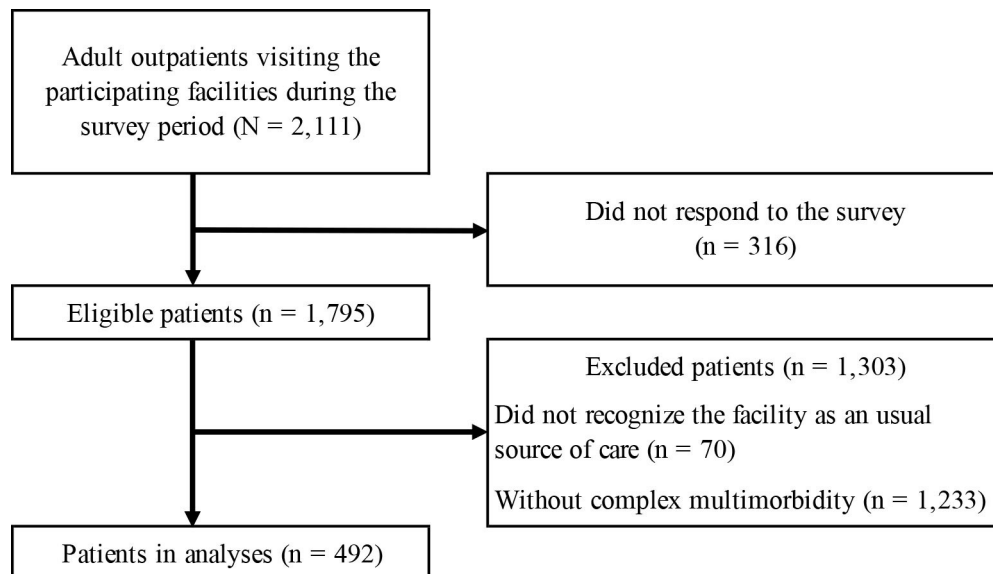 Adult outpatients visiting the
participating facilities during the
survey period (N = 2,111)
Did not respond to the survey
(n = 316)
Eligible patients (n = 1,795)
Excluded patients (n = 1,303)
Did not recognize the facility as an usual
source of care (n = 70)
Without complex multimorbidity (n = 1,233)
Patients in analyses (n = 492)